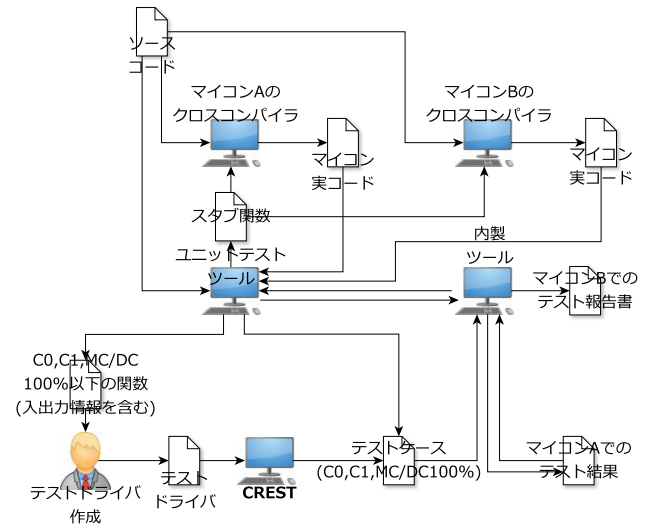 ソース
コード
マイコンAの
クロスコンパイラ
マイコンBの
クロスコンパイラ
マイコン
実コード
マイコン
実コード
スタブ関数
ユニットテスト
ツール
内製
ツール
マイコンBでの
テスト報告書
C0,C1,MC/DC
100%以下の関数
(入出力情報を含む)
テストドライバ
作成
テスト
ドライバ
CREST
テストケース
(C0,C1,MC/DC100%)
マイコンAでの
テスト結果